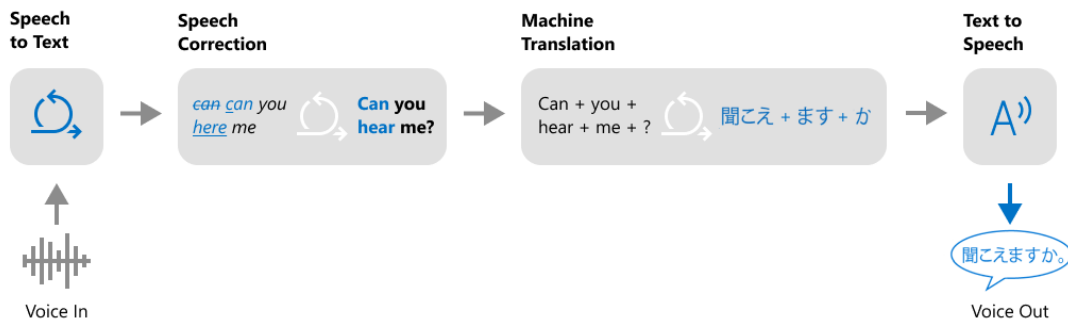 Speech
to Text
Speech
Correction
Machine
Translation
Text to
Speech
can can you
here me
Can you
hear me?
Can + you +
hear + me + ?
聞こえ + ます + か
A
聞こえますか。
Voice In
Voice Out